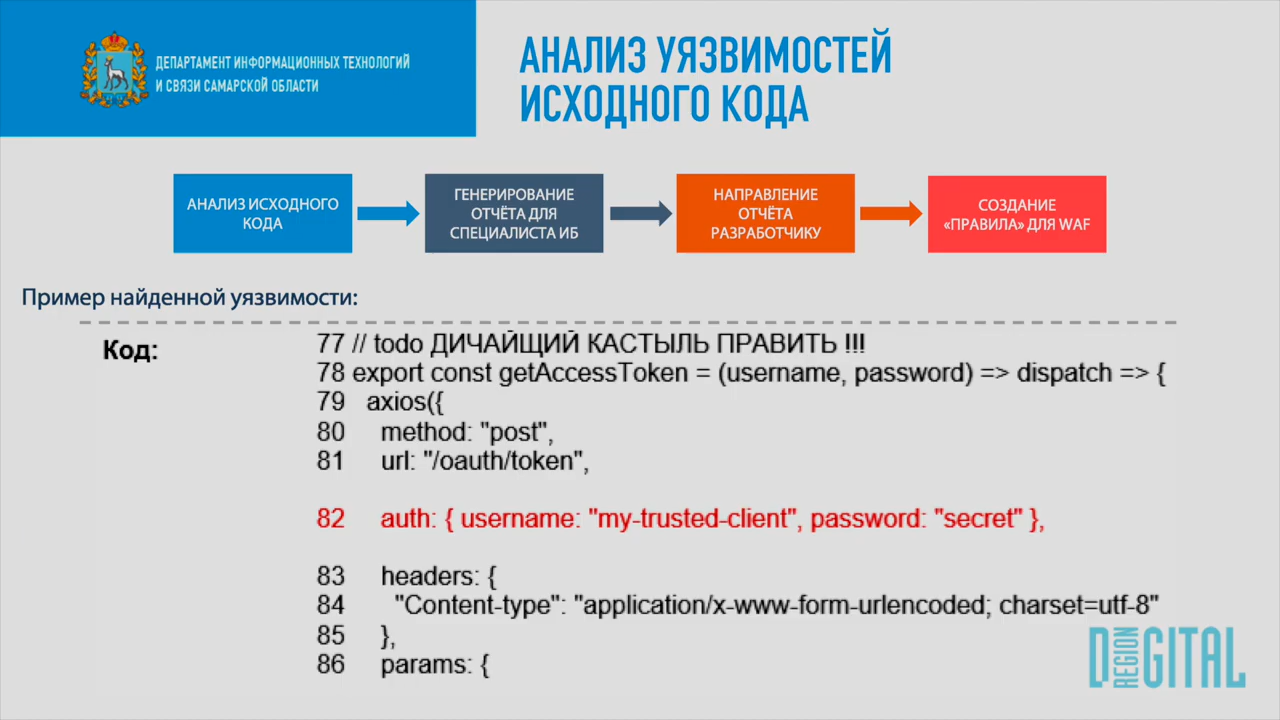 ДЕПАРТАМЕНТ ИНФОРМАЦИОННЫХ ТЕХНОЛОГИЙ
И СВЯЗИ САМАРСКОЙ ОБЛАСТИ
АНАЛИЗ УЯЗВИМОСТЕЙ
ИСХОДНОГО КОДА
АНАЛИЗ ИСХОДНОГО
КОДА
ГЕНЕРИРОВАНИЕ
ОТЧЁТА ДЛЯ
СПЕЦИАЛИСТА ИБ
НАПРАВЛЕНИЕ
ОТЧЁТА
РАЗРАБОТЧИКУ
СОЗДАНИЕ
«ПРАВИЛА» ДЛЯ WAF
Пример найденной уязвимости:
Код:
77 // todo ДИЧАЙЩИЙ КАСТЫЛЬ ПРАВИТЬ !!!
78 export const getAccessToken = (username, password) => dispatch => {
79 axios({
80 method: "post",
81 url: "/oauth/token",
82 auth: { username: "my-trusted-client", password: "secret" },
83 headers: {
84 "Content-type": "application/x-www-form-urlencoded; charset=utf-8"
85 },
86 params: {
DIGITAL
REGION